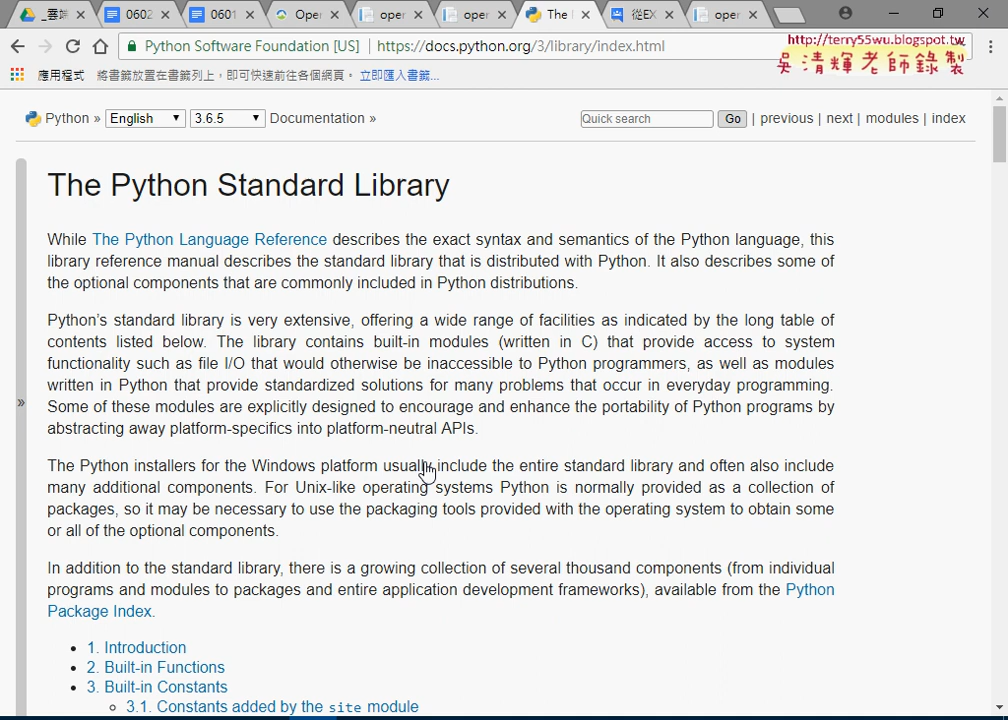 _雲端
0602
0601
Open
oper
oper
The
從EX
oper
Python Software Foundation [US] | https://docs.python.org/3/library/index.html
http://terry55wu.blogspot.tw
吳清輝老師錄製
應用程式 將書籤放置在書籤列上，即可快速前往各個網頁。 立即匯入書籤...
Python » English 3.6.5 Documentation » Quick search Go | previous | next | modules | index
The Python Standard Library
While The Python Language Reference describes the exact syntax and semantics of the Python language, this
library reference manual describes the standard library that is distributed with Python. It also describes some of
the optional components that are commonly included in Python distributions.
Python's standard library is very extensive, offering a wide range of facilities as indicated by the long table of
contents listed below. The library contains built-in modules (written in C) that provide access to system
functionality such as file I/O that would otherwise be inaccessible to Python programmers, as well as modules
written in Python that provide standardized solutions for many problems that occur in everyday programming.
Some of these modules are explicitly designed to encourage and enhance the portability of Python programs by
abstracting away platform-specifics into platform-neutral APIs.
»
The Python installers for the Windows platform usually include the entire standard library and often also include
many additional components. For Unix-like operating systems Python is normally provided as a collection of
packages, so it may be necessary to use the packaging tools provided with the operating system to obtain some
or all of the optional components.
In addition to the standard library, there is a growing collection of several thousand components (from individual
programs and modules to packages and entire application development frameworks), available from the Python
Package Index.
• 1. Introduction
• 2. Built-in Functions
• 3. Built-in Constants
◦ 3.1. Constants added by the site module